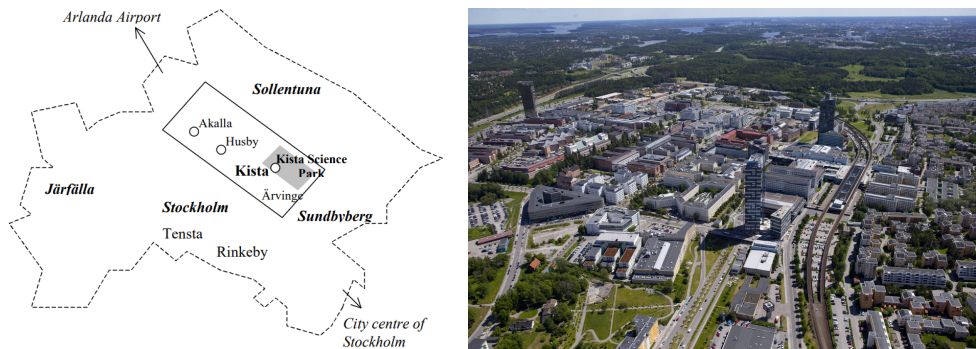 Arlanda Airport
Sollentuna
Akalla
Husby
Kista
Kista Science
Park
Järfälla
Ärvinge
Stockholm
Sundbyberg
Tensta
Rinkeby
City centre of
Stockholm